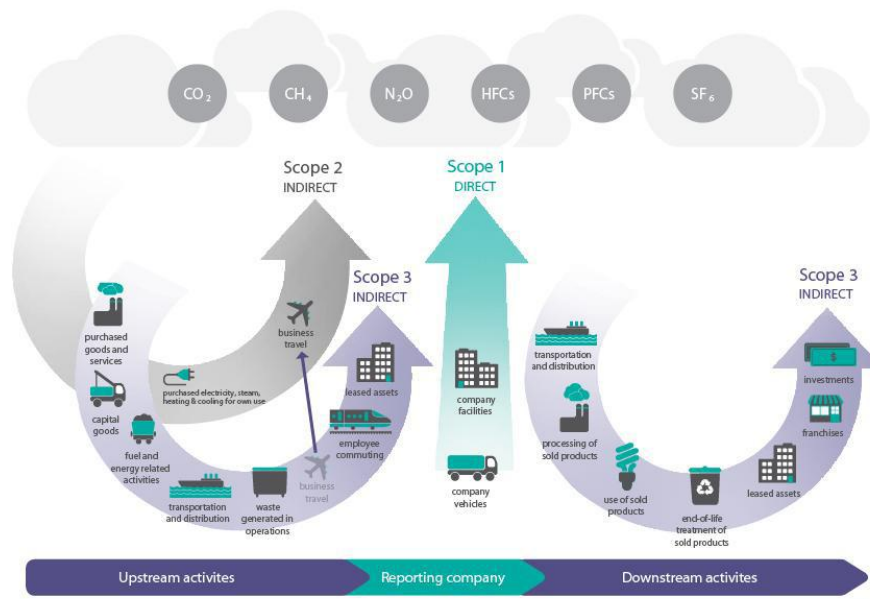 CO₂
CH₄
N₂O
HFCs
PFCs
SF₆
Scope 2
INDIRECT
Scope 1
DIRECT
Scope 3
INDIRECT
Scope 3
INDIRECT
purchased
goods and
services
capital
goods
fuel and
energy related
activities
purchased electricity, steam,
heating & cooling for own use
transportation
and distribution
waste
generated in
operations
business
travel
business
travel
employee
commuting
leased assets
company
facilities
company
vehicles
transportation
and distribution
processing of
sold products
use of sold
products
end-of-life
treatment of
sold products
leased assets
franchises
$
investments
Upstream activites
Reporting company
Downstream activites